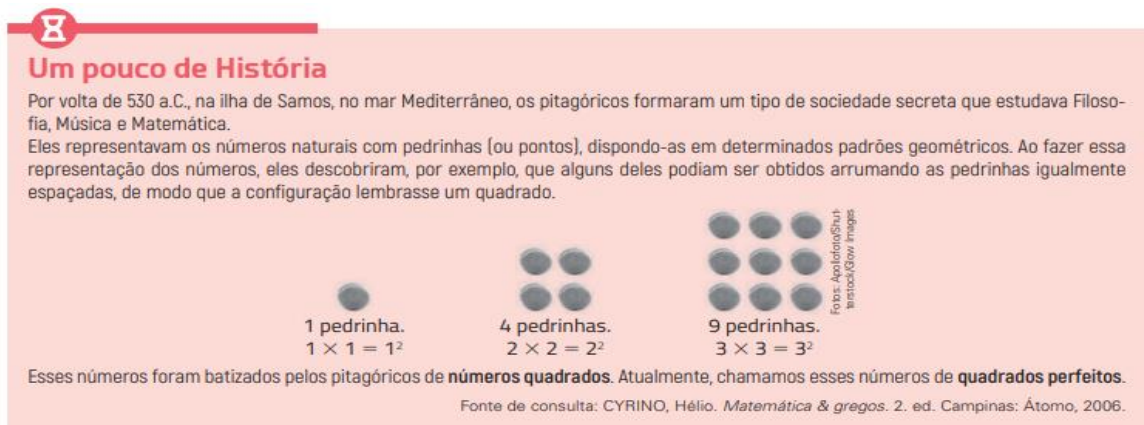 Um pouco de História
Por volta de 530 a.C., na ilha de Samos, no mar Mediterrâneo, os pitagóricos formaram um tipo de sociedade secreta que estudava Filoso-
fia, Música e Matemática.
Eles representavam os números naturais com pedrinhas (ou pontos), dispondo-as em determinados padrões geométricos. Ao fazer essa
representação dos números, eles descobriram, por exemplo, que alguns deles podiam ser obtidos arrumando as pedrinhas igualmente
espaçadas, de modo que a configuração lembrasse um quadrado.
Fotos: Apollofoto/Shut-
terstock/Glow Images
1 pedrinha.
1 × 1 = 1²
4 pedrinhas.
2 × 2 = 2²
9 pedrinhas.
3 × 3 = 3²
Esses números foram batizados pelos pitagóricos de números quadrados. Atualmente, chamamos esses números de quadrados perfeitos.
Fonte de consulta: CYRINO, Hélio. Matemática & gregos. 2. ed. Campinas: Átomo, 2006.